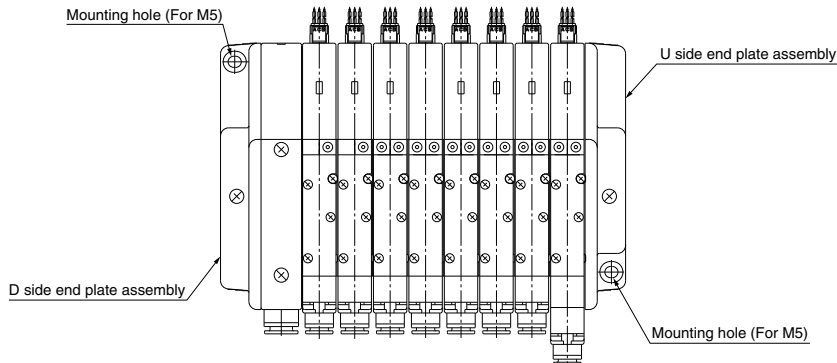 Mounting hole (For M5)
U side end plate assembly
D side end plate assembly
Mounting hole (For M5)